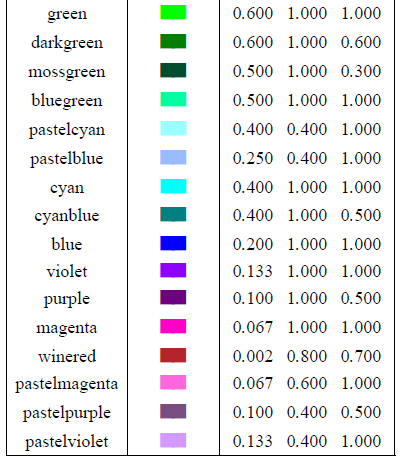 green 0.600 1.000 1.000
darkgreen 0.600 1.000 0.600
mossgreen 0.500 1.000 0.300
bluegreen 0.500 1.000 1.000
pastelcyan 0.400 0.400 1.000
pastelblue 0.250 0.400 1.000
cyan 0.400 1.000 1.000
cyanblue 0.400 1.000 0.500
blue 0.200 1.000 1.000
violet 0.133 1.000 1.000
purple 0.100 1.000 0.500
magenta 0.067 1.000 1.000
winered 0.002 0.800 0.700
pastelmagenta 0.067 0.600 1.000
pastelpurple 0.100 0.400 0.500
pastelviolet 0.133 0.400 1.000